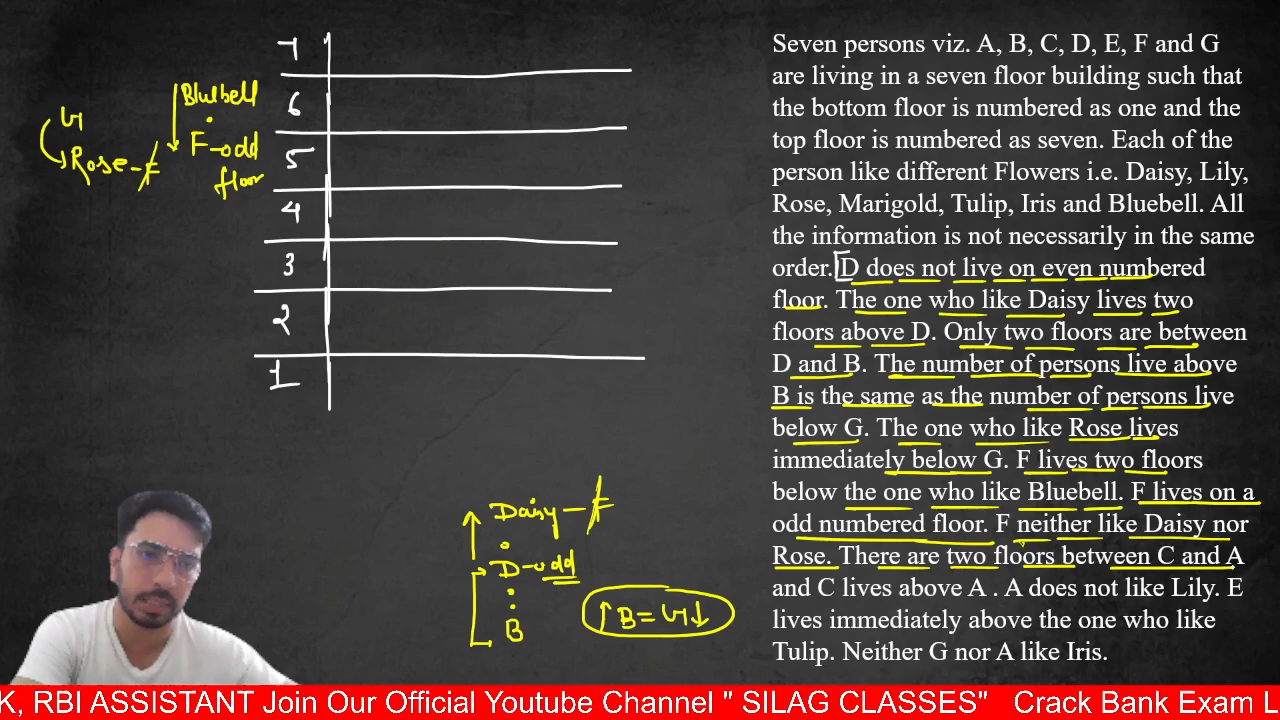 Seven persons viz. A, B, C, D, E, F and G
are living in a seven floor building such that
the bottom floor is numbered as one and the
top floor is numbered as seven. Each of the
person like different Flowers i.e. Daisy, Lily,
Rose, Marigold, Tulip, Iris and Bluebell. All
the information is not necessarily in the same
order. D does not live on even numbered
floor. The one who like Daisy lives two
floors above D. Only two floors are between
D and B. The number of persons live above
B is the same as the number of persons live
below G. The one who like Rose lives
immediately below G. F lives two floors
below the one who like Bluebell. F lives on a
odd numbered floor. F neither like Daisy nor
Rose. There are two floors between C and A
and C lives above A . A does not like Lily. E
lives immediately above the one who like
Tulip. Neither G nor A like Iris.
7
6
5
4
3
2
1
G
Rose - F
Bluebell
F-odd
floor
Daisy - F
D-odd
B
↑ B = G ↓
K, RBI ASSISTANT Join Our Official Youtube Channel " SILAG CLASSES" Crack Bank Exam L